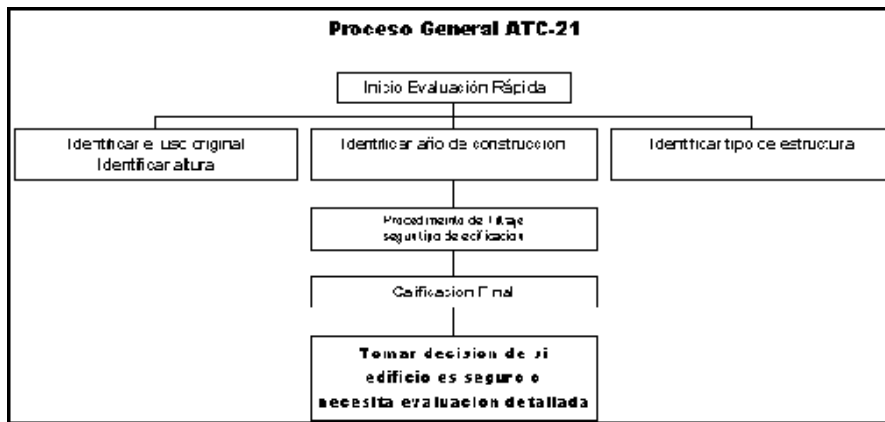 Proceso General ATC-21
Inicio Evaluación Rápida
Identificar el uso original
Identificar altura
Identificar año de construccion
Identificar tipo de estructura
Procedimiento de Filtraje
segun tipo de edificacion
Calificacion Final
Tomar decision de si
edificio es seguro o
necesita evaluacion detallada